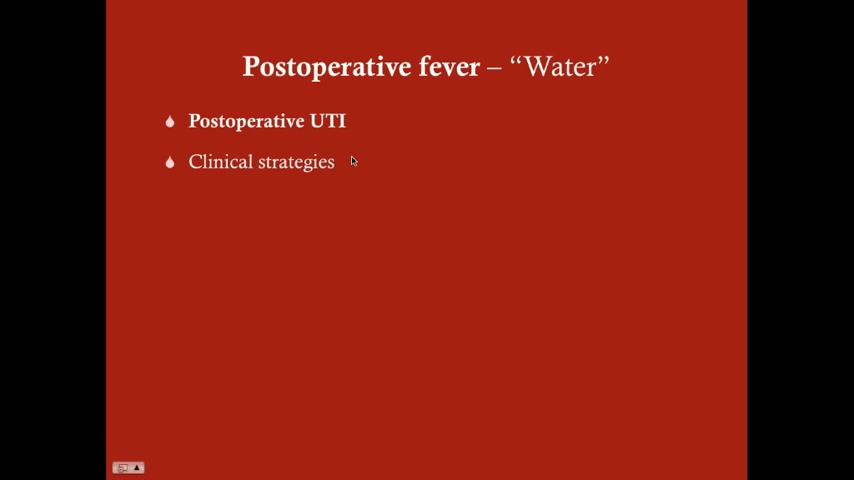 Postoperative fever – “Water”
Postoperative UTI
Clinical strategies